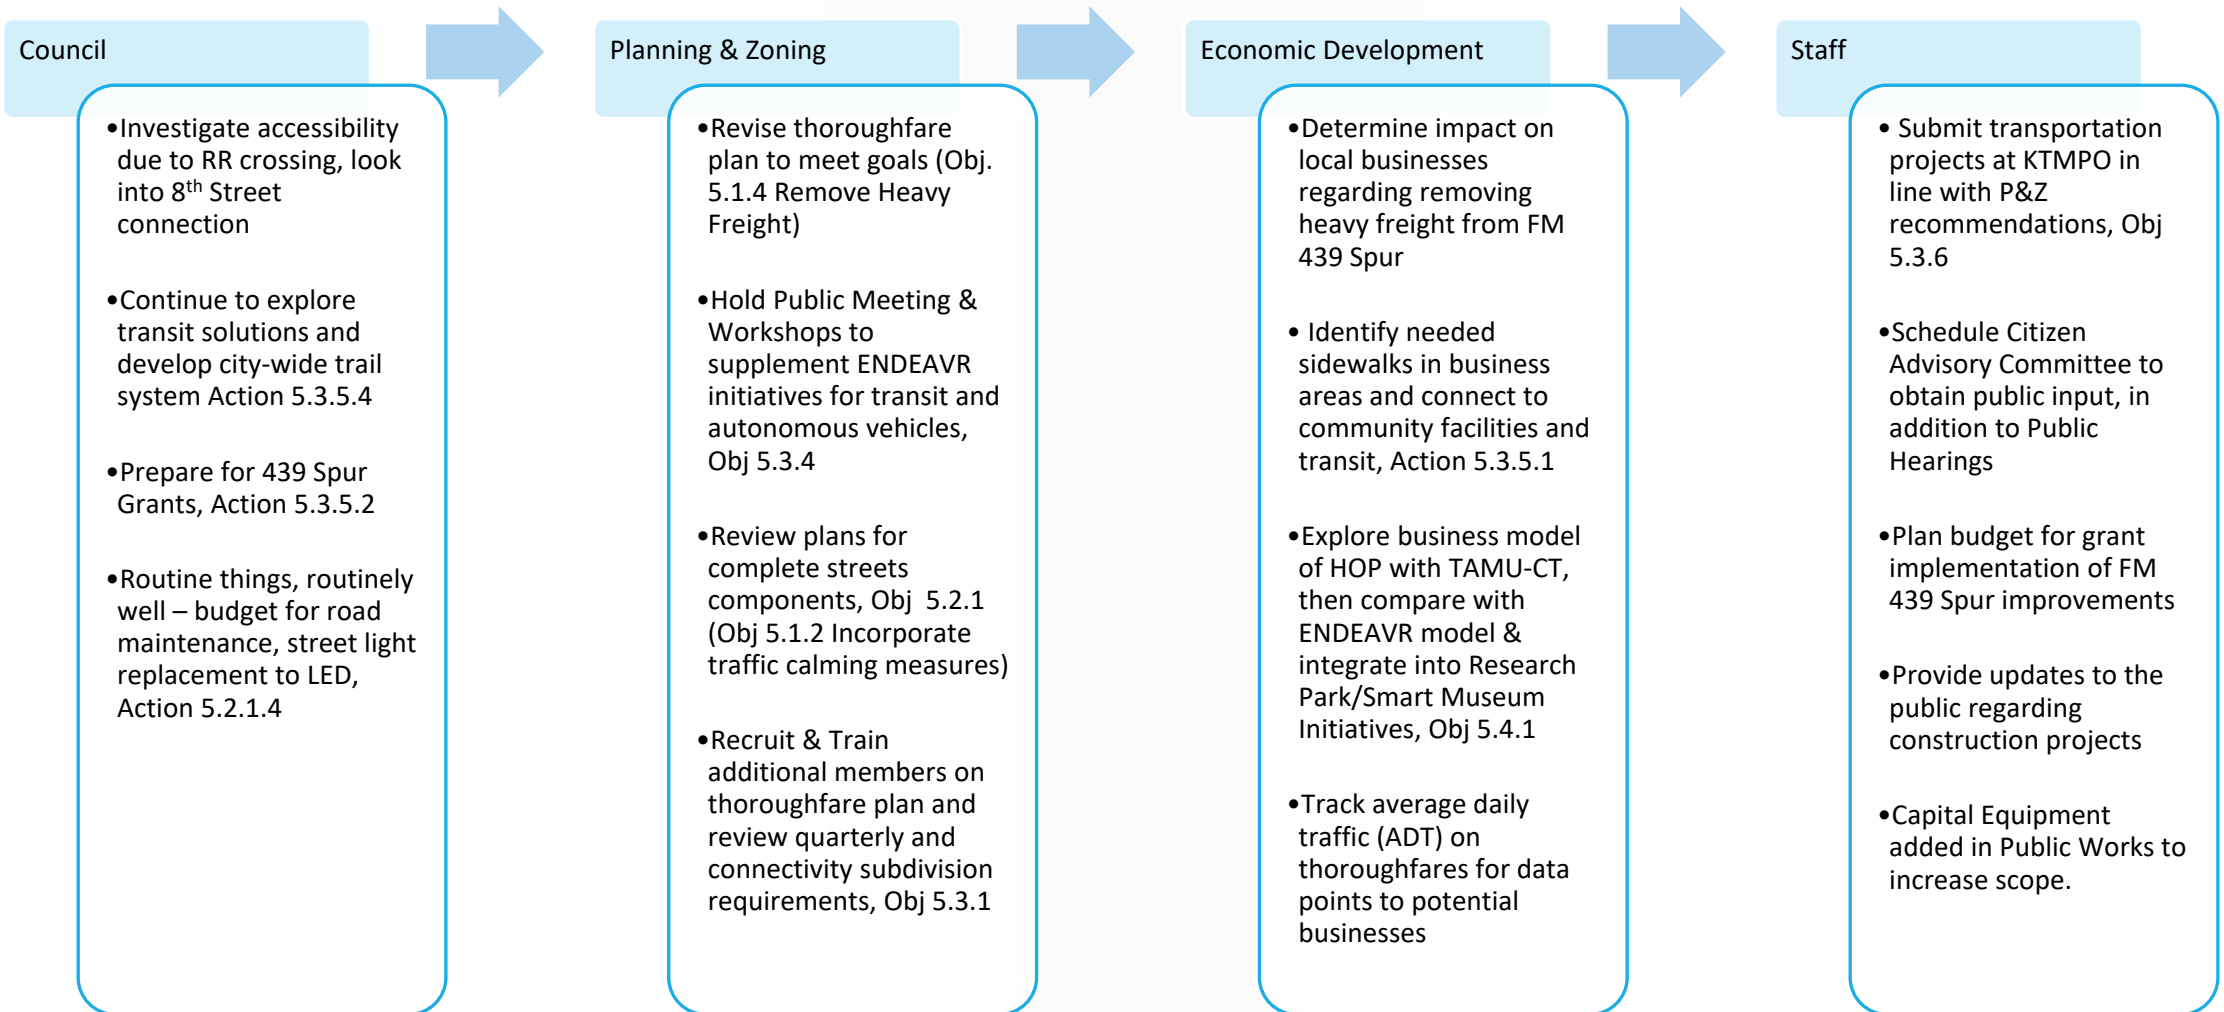 Council
•Investigate accessibility
due to RR crossing, look
into 8th Street
connection
•Continue to explore
transit solutions and
develop city-wide trail
system Action 5.3.5.4
•Prepare for 439 Spur
Grants, Action 5.3.5.2
•Routine things, routinely
well – budget for road
maintenance, street light
replacement to LED,
Action 5.2.1.4
Planning & Zoning
•Revise thoroughfare
plan to meet goals (Obj.
5.1.4 Remove Heavy
Freight)
•Hold Public Meeting &
Workshops to
supplement ENDEAVR
initiatives for transit and
autonomous vehicles,
Obj 5.3.4
•Review plans for
complete streets
components, Obj  5.2.1
(Obj 5.1.2 Incorporate
traffic calming measures)
•Recruit & Train
additional members on
thoroughfare plan and
review quarterly and
connectivity subdivision
requirements, Obj 5.3.1
Economic Development
•Determine impact on
local businesses
regarding removing
heavy freight from FM
439 Spur
• Identify needed
sidewalks in business
areas and connect to
community facilities and
transit, Action 5.3.5.1
•Explore business model
of HOP with TAMU-CT,
then compare with
ENDEAVR model &
integrate into Research
Park/Smart Museum
Initiatives, Obj 5.4.1
•Track average daily
traffic (ADT) on
thoroughfares for data
points to potential
businesses
Staff
• Submit transportation
projects at KTMPO in
line with P&Z
recommendations, Obj
5.3.6
•Schedule Citizen
Advisory Committee to
obtain public input, in
addition to Public
Hearings
•Plan budget for grant
implementation of FM
439 Spur improvements
•Provide updates to the
public regarding
construction projects
•Capital Equipment
added in Public Works to
increase scope.